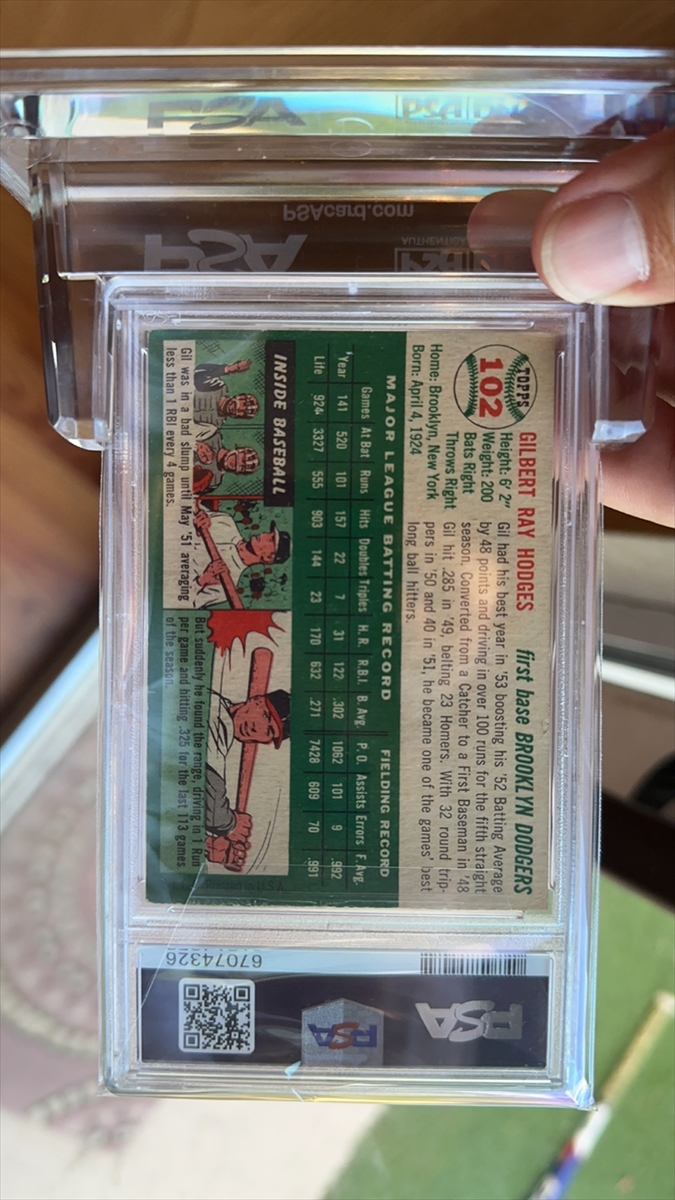 TOPPS
102
GILBERT RAY HODGES first base BROOKLYN DODGERS
Height: 6' 2"
Weight: 200
Bats Right
Throws Right
Home: Brooklyn, New York
Born: April 4, 1924
Gil had his best year in '53 boosting his '52 Batting Average
by 48 points and driving in over 100 runs for the fifth straight
season. Converted from a Catcher to a First Baseman in '48
Gil hit .285 in '49, belting 23 Homers. With 32 round trip-
pers in '50 and 40 in '51, he became one of the games' best
long ball hitters.
MAJOR LEAGUE BATTING RECORD FIELDING RECORD
Games At Bat Runs Hits Doubles Triples H.R. R.B.I. B. Avg. P.O. Assists Errors F. Avg.
Year 141 520 101 157 22 7 31 122 .302 1062 101 9 .992
Life 924 3327 555 903 144 23 170 632 .271 7428 609 70 .991
INSIDE BASEBALL
Gil was in a bad slump until May '51 averaging
less than 1 RBI every 4 games.
But suddenly he found the range, driving in 1 Run
per game and hitting .325 for the last 113 games
of the season.
67074326
PSA
PSA
PSA
PSAcard.com
PSA
PSA
PSA